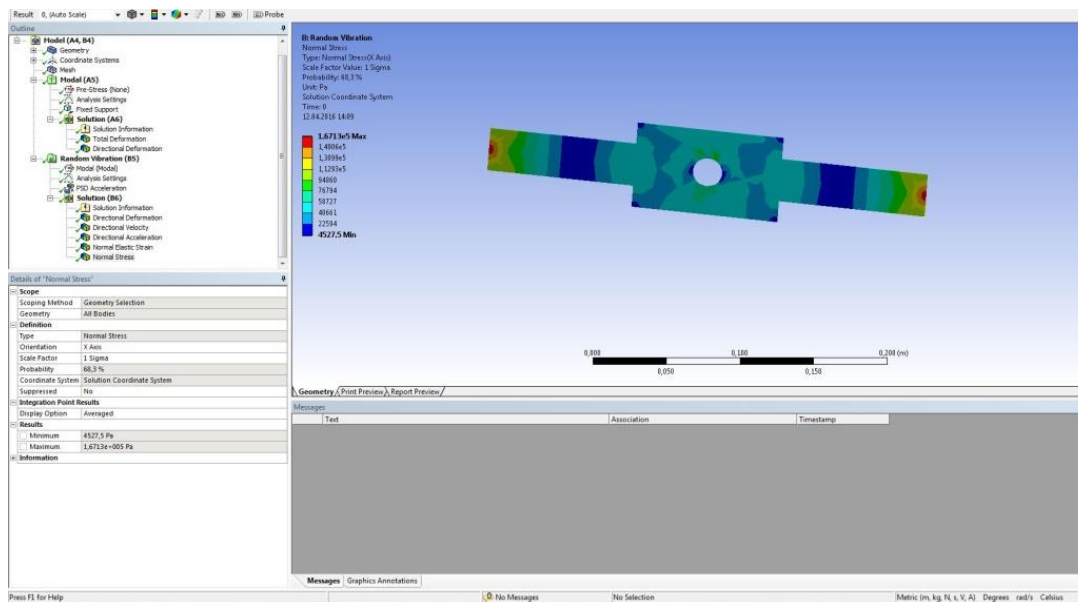 Result 0, (Auto Scale) Probe
Outline
Model (A4, B4)
Geometry
Coordinate Systems
Mesh
Modal (A5)
Pre-Stress (None)
Analysis Settings
Fixed Support
Solution (A6)
Solution Information
Total Deformation
Directional Deformation
Random Vibration (B5)
Modal (Modal)
Analysis Settings
PSD Acceleration
Solution (B6)
Solution Information
Directional Deformation
Directional Velocity
Directional Acceleration
Normal Elastic Strain
Normal Stress
Details of "Normal Stress"
Scope
Scoping Method Geometry Selection
Geometry All Bodies
Definition
Type Normal Stress
Orientation X Axis
Scale Factor 1 Sigma
Probability 68,3 %
Coordinate System Solution Coordinate System
Suppressed No
Integration Point Results
Display Option Averaged
Results
Minimum 4527,5 Pa
Maximum 1,6713e+005 Pa
Information
B: Random Vibration
Normal Stress
Type: Normal Stress(X Axis)
Scale Factor Value: 1 Sigma
Probability: 68,3 %
Unit: Pa
Solution Coordinate System
Time: 0
12.04.2016 14:09
1,6713e5 Max
1,4906e5
1,3099e5
1,1293e5
94860
76794
58727
40661
22594
4527,5 Min
0,000 0,100 0,200 (m)
0,050 0,150
Geometry Print Preview Report Preview
Messages
Text Association Timestamp
Messages Graphics Annotations
Press F1 for Help No Messages No Selection Metric (m, kg, N, s, V, A) Degrees rad/s Celsius